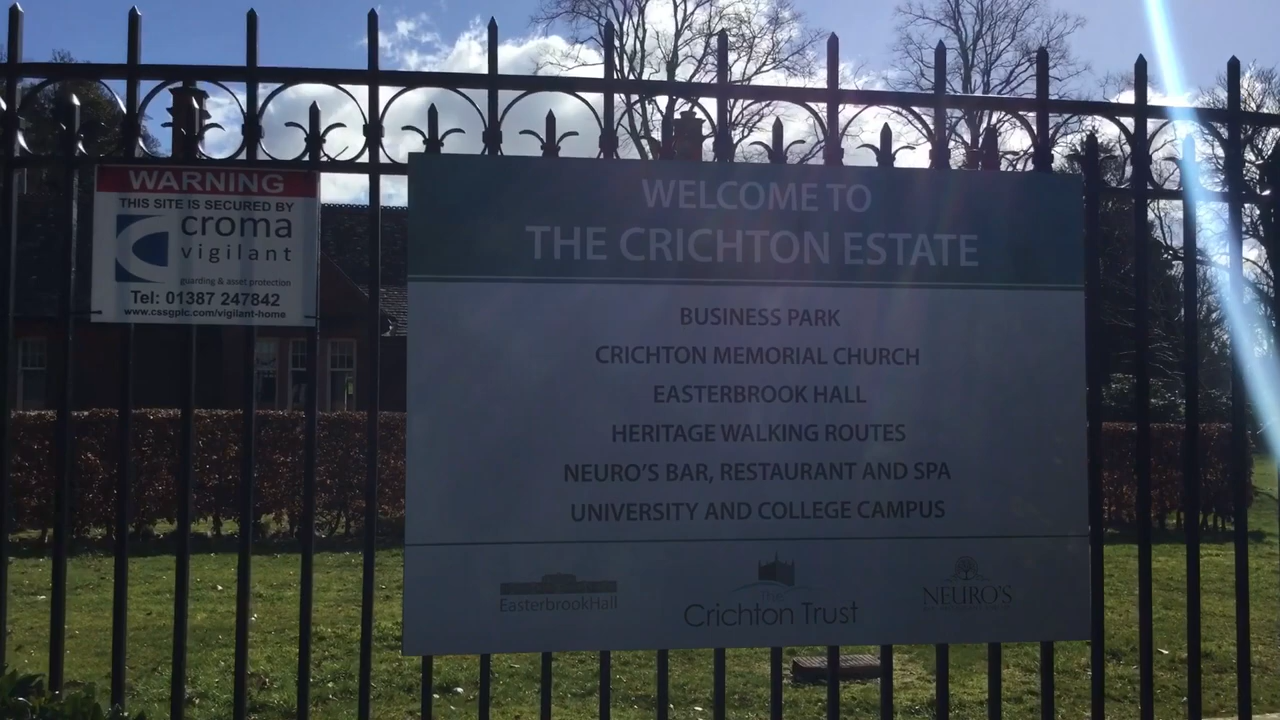 WARNING
THIS SITE IS SECURED BY
croma
vigilant
guarding & asset protection
Tel: 01387 247842
www.cssgplc.com/vigilant-home
WELCOME TO
THE CRICHTON ESTATE
BUSINESS PARK
CRICHTON MEMORIAL CHURCH
EASTERBROOK HALL
HERITAGE WALKING ROUTES
NEURO'S BAR, RESTAURANT AND SPA
UNIVERSITY AND COLLEGE CAMPUS
EasterbrookHall
The
Crichton Trust
NEURO'S